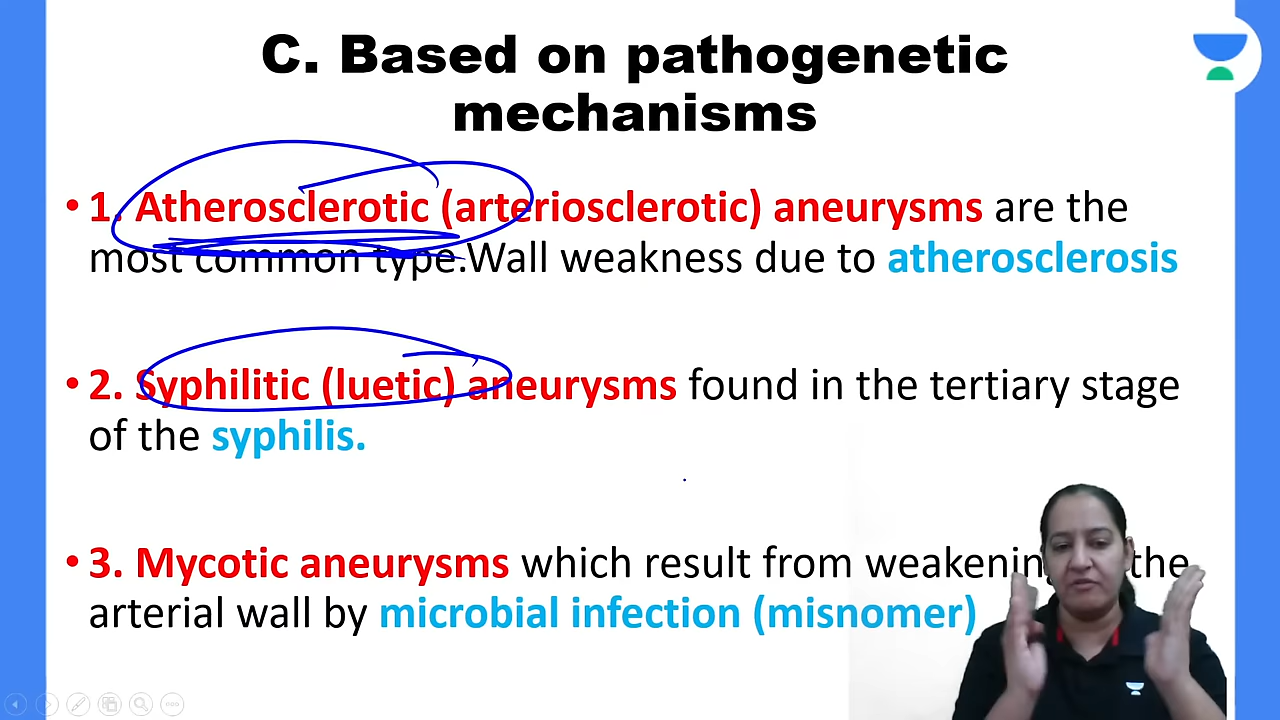 C. Based on pathogenetic
mechanisms
• 1. Atherosclerotic (arteriosclerotic) aneurysms are the
most common type.Wall weakness due to atherosclerosis
• 2. Syphilitic (luetic) aneurysms found in the tertiary stage
of the syphilis.
• 3. Mycotic aneurysms which result from weakening the
arterial wall by microbial infection (misnomer)